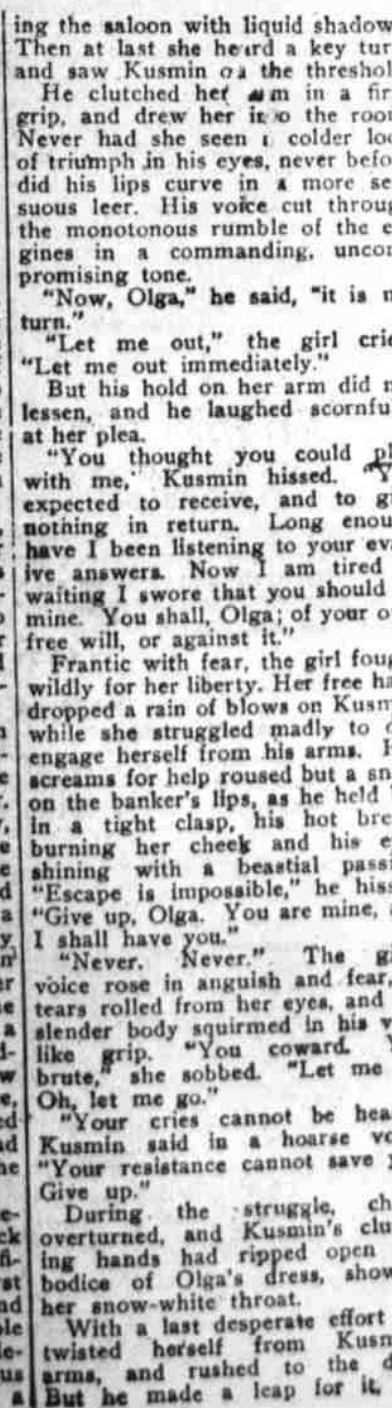 ing the saloon with liquid shadow
Then at last she heard a key tur
and saw Kusmin on the threshol
He clutched her arm in a fir
grip, and drew her into the roo
Never had she seen a colder lo
of triumph in his eyes, never befo
did his lips curve in a more se
suous leer. His voice cut throug
the monotonous rumble of the e
gines in a commanding, uncom
promising tone.
"Now, Olga," he said, "it is m
turn."
"Let me out," the girl crie
"Let me out immediately."
But his hold on her arm did n
lessen, and he laughed scornfu
at her plea.
"You thought you could pl
with me,' Kusmin hissed. "Y
expected to receive, and to g
nothing in return. Long enou
have I been listening to your eva
ive answers. Now I am tired
waiting I swore that you should
mine. You shall, Olga; of your o
free will, or against it."
Frantic with fear, the girl foug
wildly for her liberty. Her free ha
dropped a rain of blows on Kusm
while she struggled madly to d
engage herself from his arms. H
screams for help roused but a sn
on the banker's lips, as he held h
in a tight clasp, his hot bre
burning her cheek and his e
shining with a beastial passi
"Escape is impossible," he hiss
"Give up, Olga. You are mine,
I shall have you."
"Never. Never." The g
voice rose in anguish and fear,
tears rolled from her eyes, and
slender body squirmed in his v
like grip. "You coward. Y
brute," she sobbed. "Let me
Oh, let me go."
"Your cries cannot be hea
Kusmin said in a hoarse vo
"Your resistance cannot save
Give up."
During the struggle, ch
overturned, and Kusmin's clu
ing hands had ripped open
bodice of Olga's dress, show
her snow-white throat.
With a last desperate effort
twisted herself from Kusm
arms, and rushed to the d
But he made a leap for it,